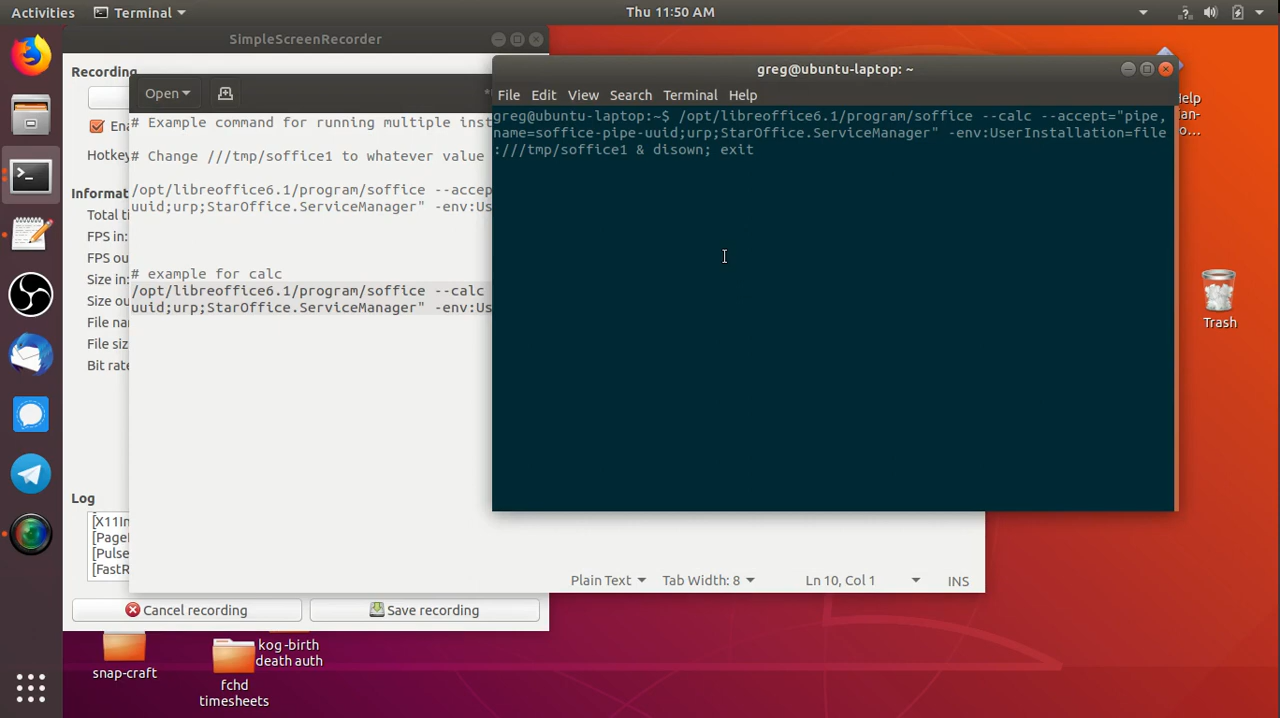 Activities
Terminal
Thu 11:50 AM
SimpleScreenRecorder
Recording
Ena
Hotkey
Informat
Total ti
FPS in:
FPS ou
Size in:
Size ou
File na
File siz
Bit rate
Log
[X11In
[PageF
[Pulse
[FastR
Cancel recording
Save recording
Open
# Example command for running multiple inst
# Change ///tmp/soffice1 to whatever value
/opt/libreoffice6.1/program/soffice --accep
uuid;urp;StarOffice.ServiceManager" -env:Us
# example for calc
/opt/libreoffice6.1/program/soffice --calc
uuid;urp;StarOffice.ServiceManager" -env:Us
Plain Text
Tab Width: 8
Ln 10, Col 1
INS
greg@ubuntu-laptop: ~
File Edit View Search Terminal Help
greg@ubuntu-laptop:~$ /opt/libreoffice6.1/program/soffice --calc --accept="pipe,
name=soffice-pipe-uuid;urp;StarOffice.ServiceManager" -env:UserInstallation=file
:///tmp/soffice1 & disown; exit
Trash
snap-craft
fchd
timesheets
kog-birth
death auth